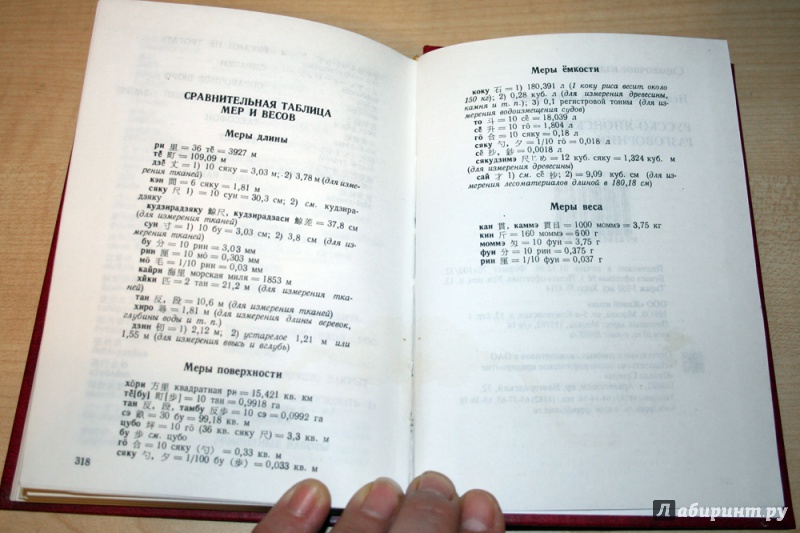 СРАВНИТЕЛЬНАЯ ТАБЛИЦА
МЕР И ВЕСОВ
Меры длины
ри 里 = 36 тё = 3927 м
тё 町 = 109,09 м
дзё 丈 = 1) 10 сяку = 3,03 м; 2) 3,78 м (для изме-
рения тканей)
кэн 間 = 6 сяку = 1,81 м
сяку 尺 = 1) 10 сун = 30,3 см; 2) см. кудзира-
дзяку
кудзирадзяку 鯨尺, кудзирадзаси 鯨差 = 37,8 см
(для измерения тканей)
сун 寸 = 1) 10 бу = 3,03 см; 2) 3,8 см (для из-
мерения тканей)
бу 分 = 10 рин = 3,03 мм
рин 厘 = 10 мō = 0,303 мм
мō 毛 = 1/10 рин = 0,03 мм
кайри 海里 морская миля = 1853 м
хйки 匹 = 2 тан = 21,2 м (для измерения тка-
ней)
тан 反, 段 = 10,6 м (для измерения тканей)
хиро 尋 = 1,81 м (для измерения длины веревок,
глубины воды и т. п.)
дзин 仞 = 1) 2,12 м; 2) устарелое 1,21 м или
1,55 м (для измерения ввысь и вглубь)
Меры поверхности
хōри 方里 квадратная ри = 15,421 кв. км
тё[бу] 町[歩] = 10 тан = 0,9918 га
тан 反, 段, тамбу 反歩 = 10 сэ = 0,0992 га
сэ 畝 = 30 бу = 99,18 кв. м
цубо 坪 = 10 гō (36 кв. сяку 尺) = 3,3 кв. м
бу 歩 см. цубо
гō 合 = 10 сяку (勺) = 0,33 кв. м
сяку 勺, 夕 = 1/100 бу (歩) = 0,033 кв. м
318
Меры ёмкости
коку 石 = 1) 180,391 л (1 коку риса весит около
150 кг); 2) 0,28 куб. л (для измерения древесины,
камня и т. п.); 3) 0,1 регистровой тонны (для из-
мерения водоизмещения судов)
то 斗 = 10 сё = 18,039 л
сё 升 = 10 гō = 1,804 л
гō 合 = 10 сяку = 0,18 л
сяку 勺, 夕 = 1/10 гō = 0,018 л
сё 秒, = 0,0018 л
сякудзимэ 尺じめ = 12 куб. сяку = 1,324 куб. м
(для измерения древесины)
сай 才 = 1) см. сё; 2) = 9,09 куб. см (для из-
мерения лесоматериалов длиной в 180,18 см)
Меры веса
кан 貫, каммэ 貫目 = 1000 моммэ = 3,75 кг
кин 斤 = 160 моммэ = 600 г
моммэ 匁 = 10 фун = 3,75 г
фун 分 = 10 рин = 0,375 г
рин 厘 = 1/10 фун = 0,037 г
Лабиринт.ру